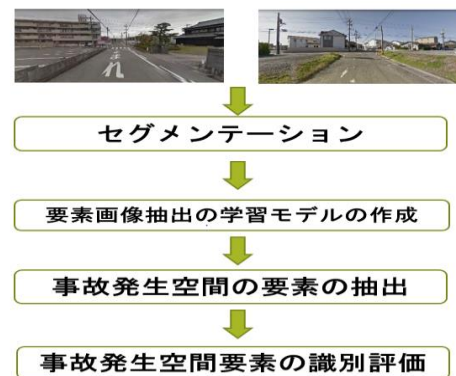 まれ
セグメンテーション
要素画像抽出の学習モデルの作成
事故発生空間の要素の抽出
事故発生空間要素の識別評価